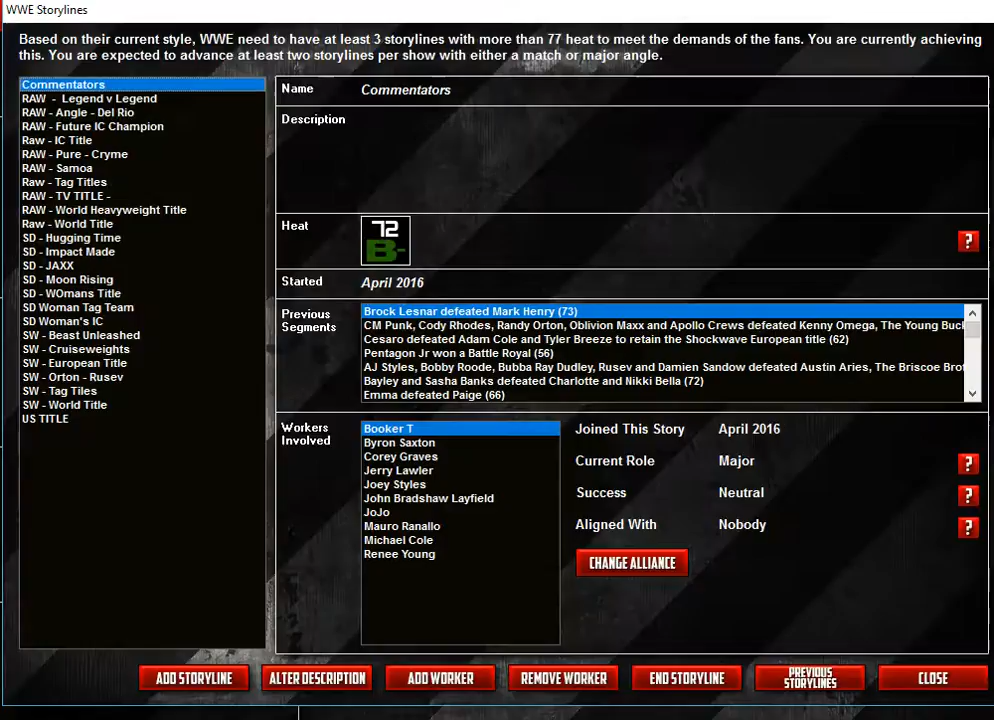 WWE Storylines
Based on their current style, WWE need to have at least 3 storylines with more than 77 heat to meet the demands of the fans. You are currently achieving
this. You are expected to advance at least two storylines per show with either a match or major angle.
Commentators
RAW - Legend v Legend
RAW - Angle - Del Rio
RAW - Future IC Champion
Raw - IC Title
RAW - Pure - Cryme
RAW - Samoa
Raw - Tag Titles
RAW - TV TITLE -
RAW - World Heavyweight Title
Raw - World Title
SD - Hugging Time
SD - Impact Made
SD - JAXX
SD - Moon Rising
SD - WOmans Title
SD Woman Tag Team
SD Woman's IC
SW - Beast Unleashed
SW - Cruiseweights
SW - European Title
SW - Orton - Rusev
SW - Tag Tiles
SW - World Title
US TITLE
Name Commentators
Description
Heat 72 B- ?
Started April 2016
Previous Segments
Brock Lesnar defeated Mark Henry (73)
CM Punk, Cody Rhodes, Randy Orton, Oblivion Maxx and Apollo Crews defeated Kenny Omega, The Young Buck
Cesaro defeated Adam Cole and Tyler Breeze to retain the Shockwave European title (62)
Pentagon Jr won a Battle Royal (56)
AJ Styles, Bobby Roode, Bubba Ray Dudley, Rusev and Damien Sandow defeated Austin Aries, The Briscoe Brot
Bayley and Sasha Banks defeated Charlotte and Nikki Bella (72)
Emma defeated Paige (66)
Workers Involved
Booker T
Byron Saxton
Corey Graves
Jerry Lawler
Joey Styles
John Bradshaw Layfield
JoJo
Mauro Ranallo
Michael Cole
Renee Young
Joined This Story April 2016
Current Role Major ?
Success Neutral ?
Aligned With Nobody ?
CHANGE ALLIANCE
ADD STORYLINE ALTER DESCRIPTION ADD WORKER REMOVE WORKER END STORYLINE PREVIOUS STORYLINES CLOSE